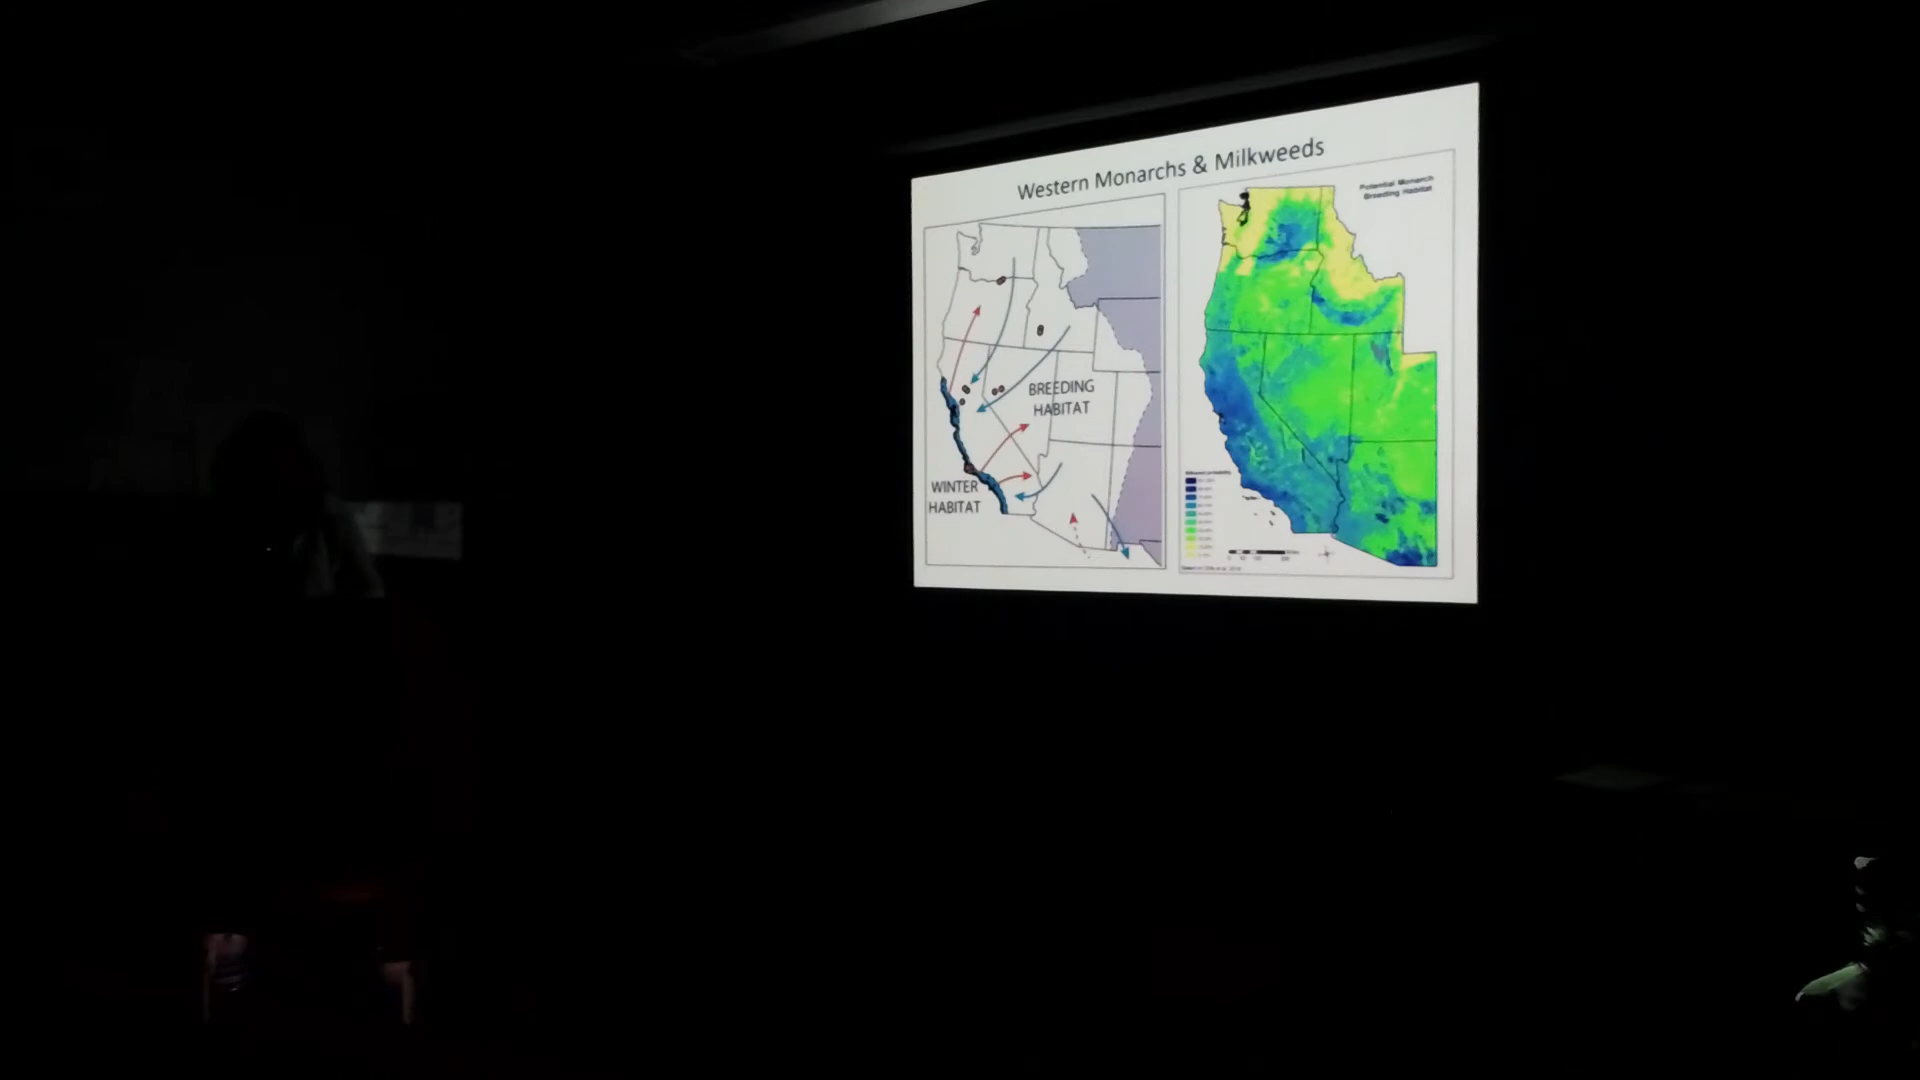 Western Monarchs & Milkweeds
BREEDING
HABITAT
WINTER
HABITAT
Potential Monarch
Breeding Habitat